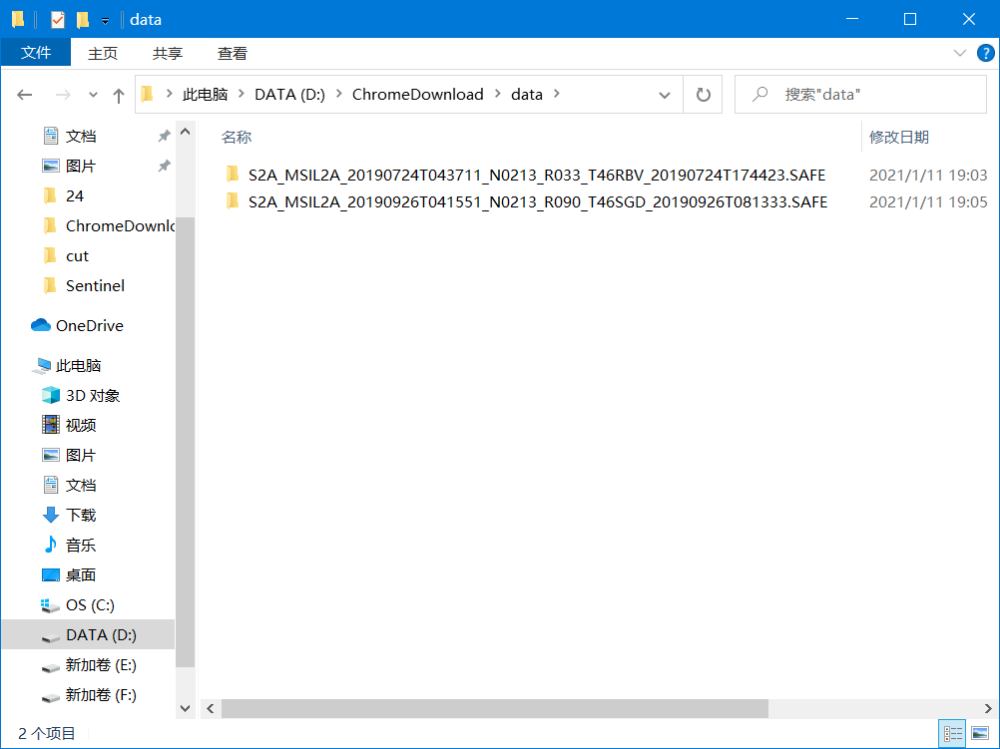 data
文件 主页 共享 查看
此电脑 DATA (D:) ChromeDownload data
搜索"data"
文档
图片
24
ChromeDownlo
cut
Sentinel
OneDrive
此电脑
3D 对象
视频
图片
文档
下载
音乐
桌面
OS (C:)
DATA (D:)
新加卷 (E:)
新加卷 (F:)
名称 修改日期
S2A_MSIL2A_20190724T043711_N0213_R033_T46RBV_20190724T174423.SAFE 2021/1/11 19:03
S2A_MSIL2A_20190926T041551_N0213_R090_T46SGD_20190926T081333.SAFE 2021/1/11 19:05
2 个项目